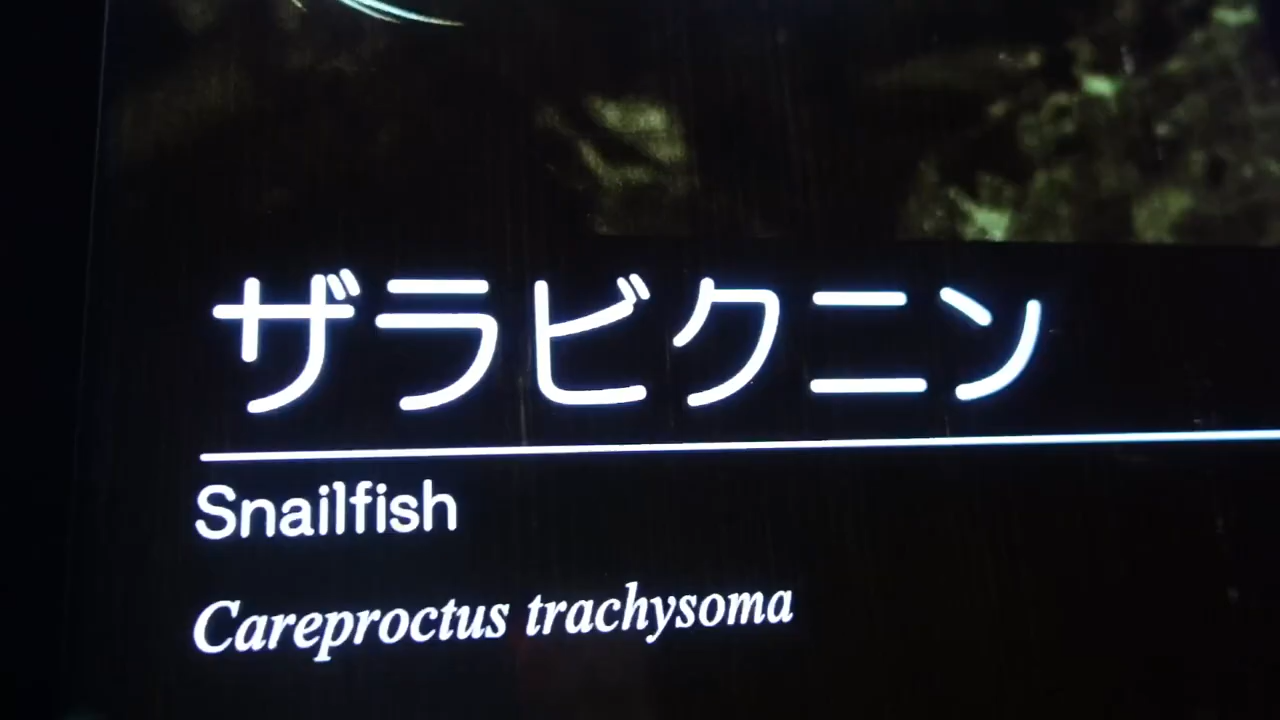 ザラビクニン
Snailfish
Careproctus trachysoma